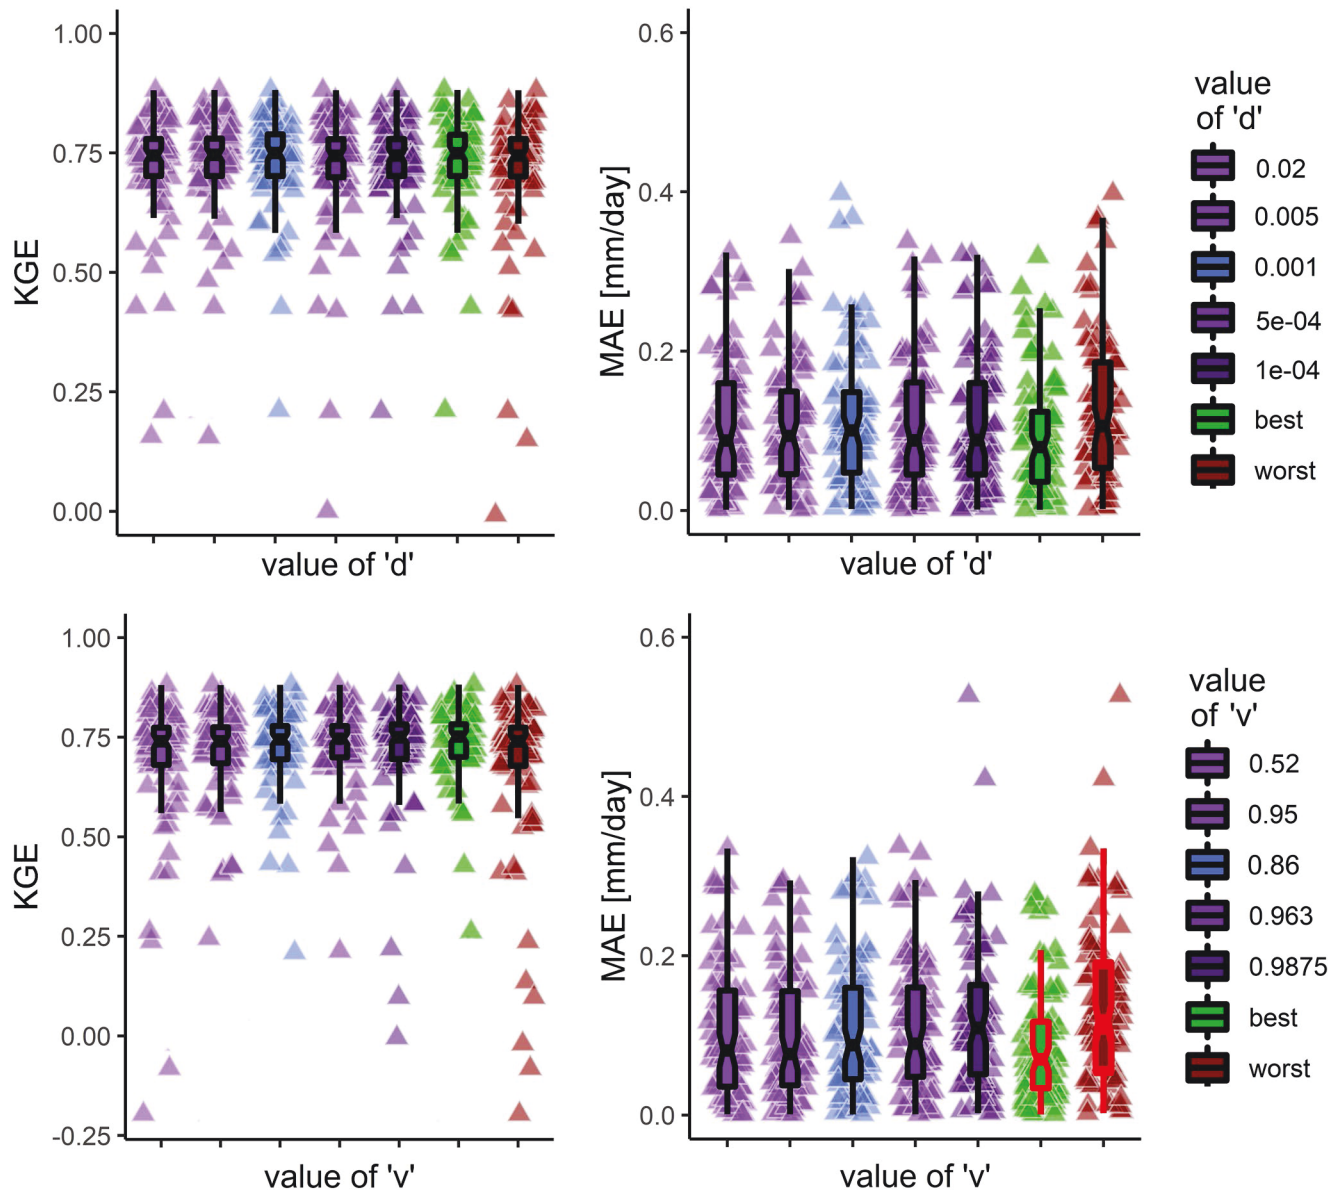 1.00
0.75
0.50
0.25
0.00
KGE
value of 'd'
0.6
0.4
0.2
0.0
MAE [mm/day]
value of 'd'
value
of 'd'
0.02
0.005
0.001
5e-04
1e-04
best
worst
1.00
0.75
0.50
0.25
0.00
-0.25
KGE
value of 'v'
0.6
0.4
0.2
0.0
MAE [mm/day]
value of 'v'
value
of 'v'
0.52
0.95
0.86
0.963
0.9875
best
worst